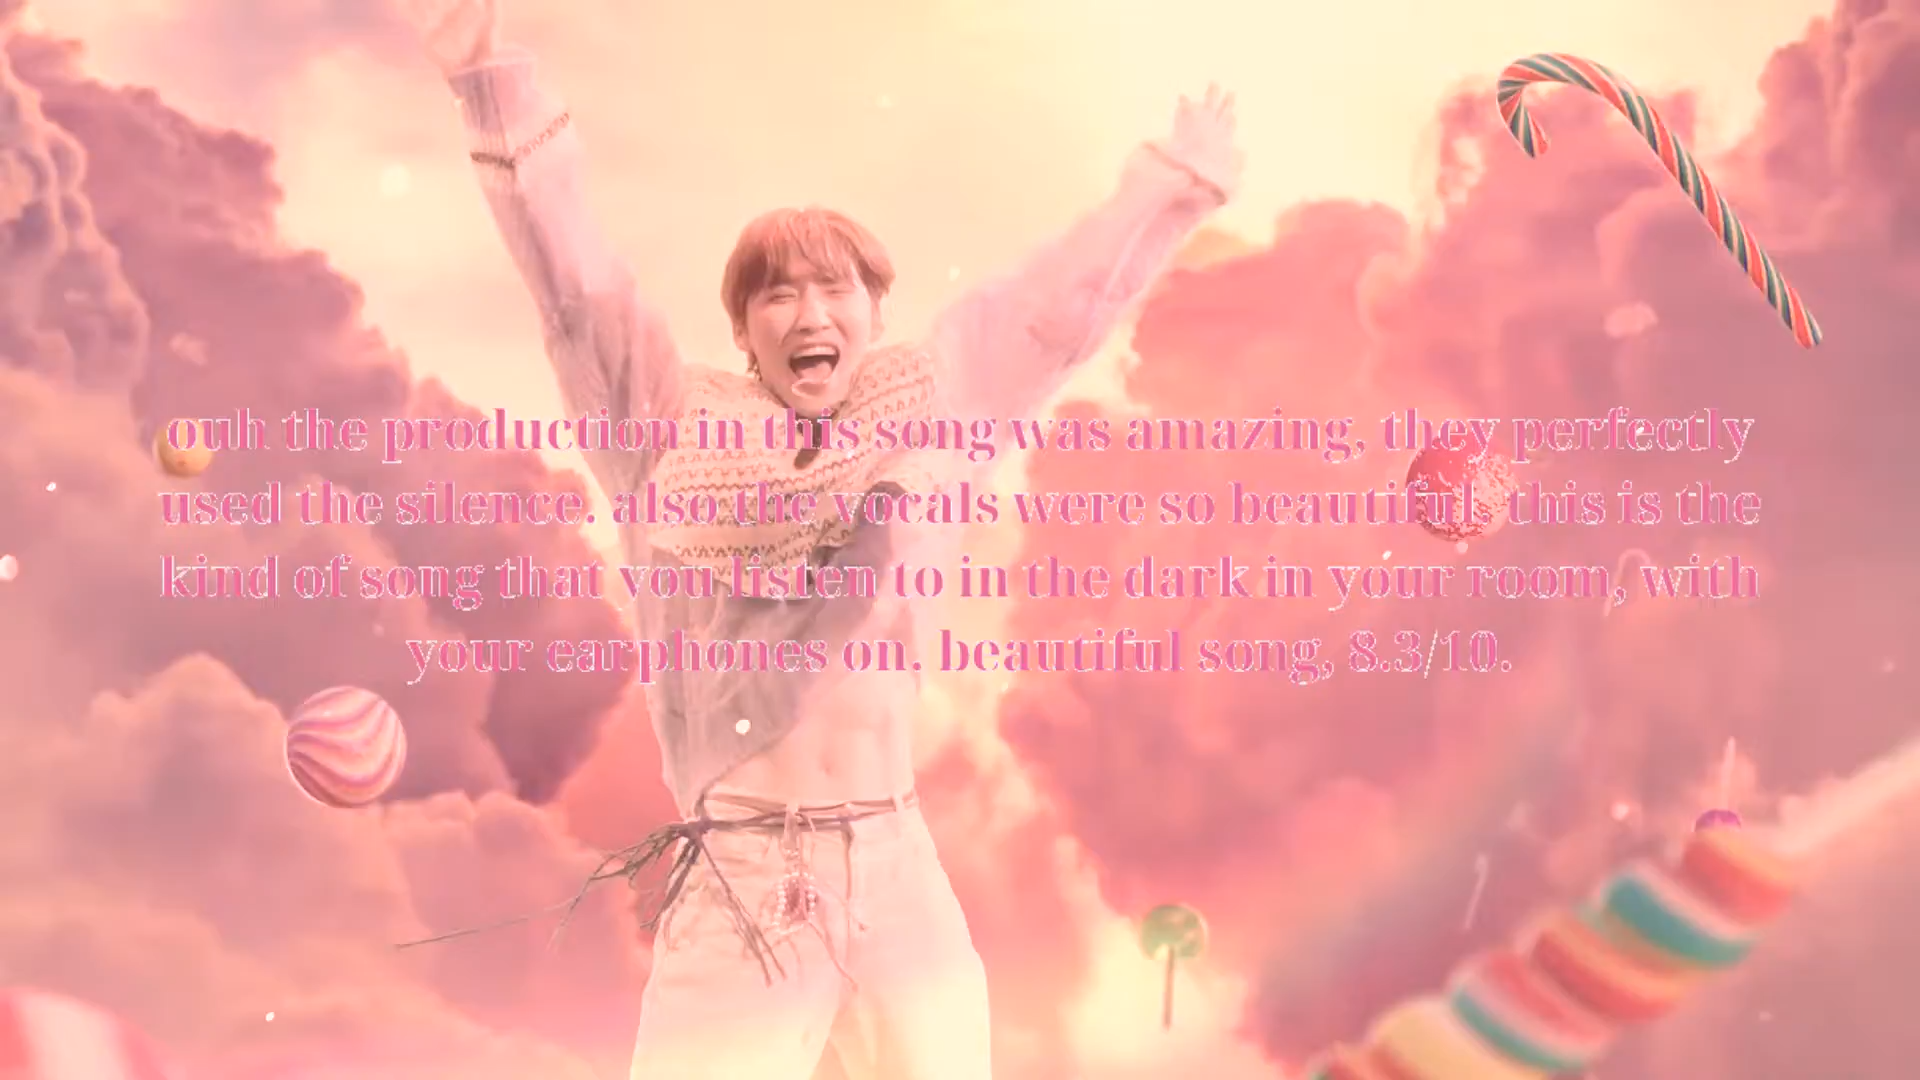 ouh the production in this song was amazing, they perfectly
used the silence. also the vocals were so beautiful. this is the
kind of song that you listen to in the dark in your room, with
your earphones on. beautiful song, 8.3/10.